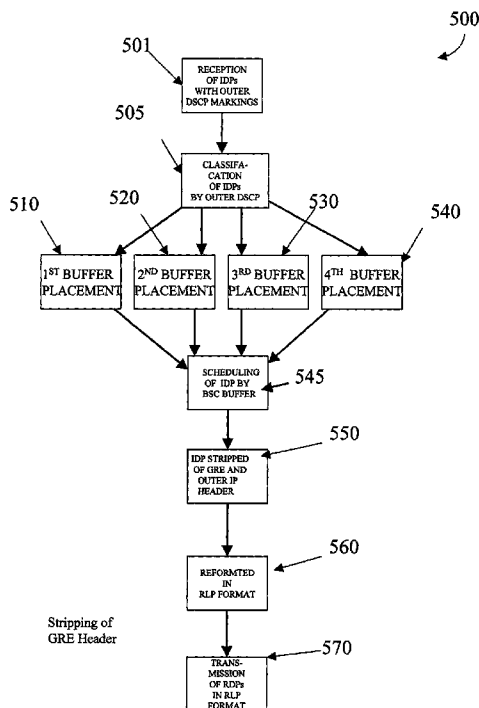 500
501
RECEPTION
OF IDPs
WITH OUTER
DSCP MARKINGS
505
CLASSIFA-
CATION
OF IDPs
BY OUTER DSCP
510
520
530
540
1ST BUFFER
PLACEMENT
2ND BUFFER
PLACEMENT
3RD BUFFER
PLACEMENT
4TH BUFFER
PLACEMENT
SCHEDULING
OF IDP BY
BSC BUFFER
545
550
IDP STRIPPED
OF GRE AND
OUTER IP
HEADER
560
REFORMTED
IN
RLP FORMAT
Stripping of
GRE Header
570
TRANS-
MISSION
OF RDPs
IN RLP
FORMAT